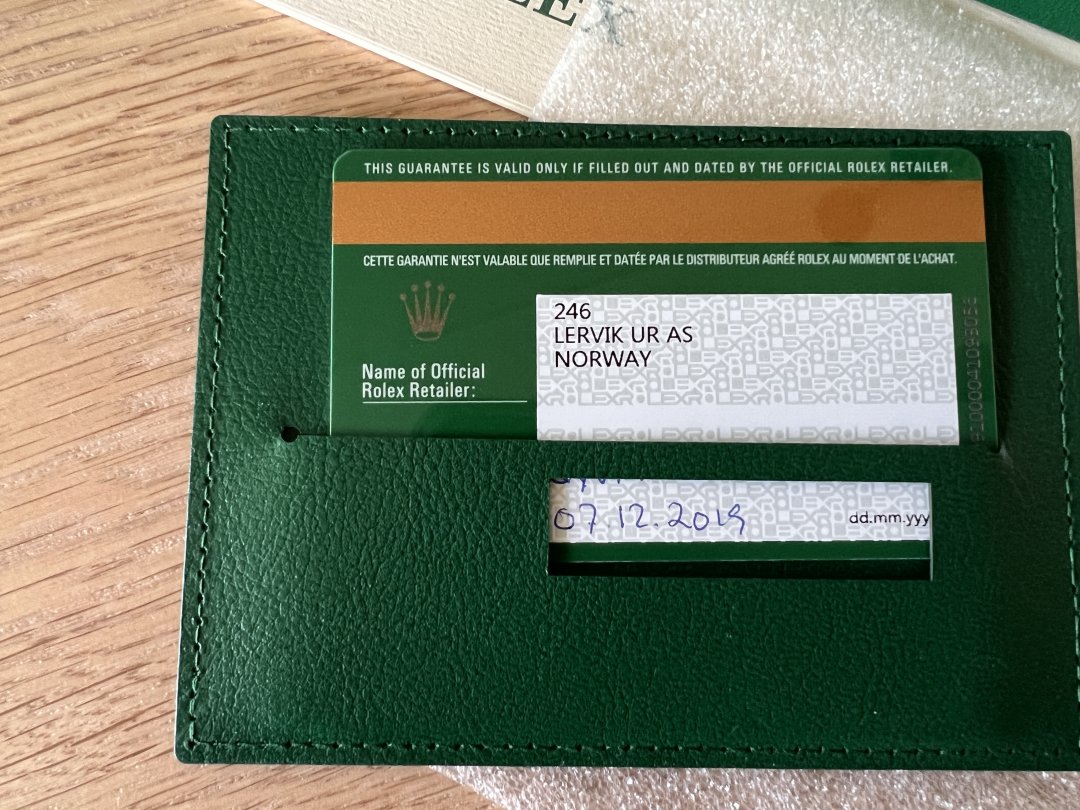 THIS GUARANTEE IS VALID ONLY IF FILLED OUT AND DATED BY THE OFFICIAL ROLEX RETAILER.
CETTE GARANTIE N'EST VALABLE QUE REMPLIE ET DATÉE PAR LE DISTRIBUTEUR AGRÉÉ ROLEX AU MOMENT DE L'ACHAT.
246
LERVIK UR AS
NORWAY
Name of Official
Rolex Retailer:
07.12.2019
dd.mm.yyy